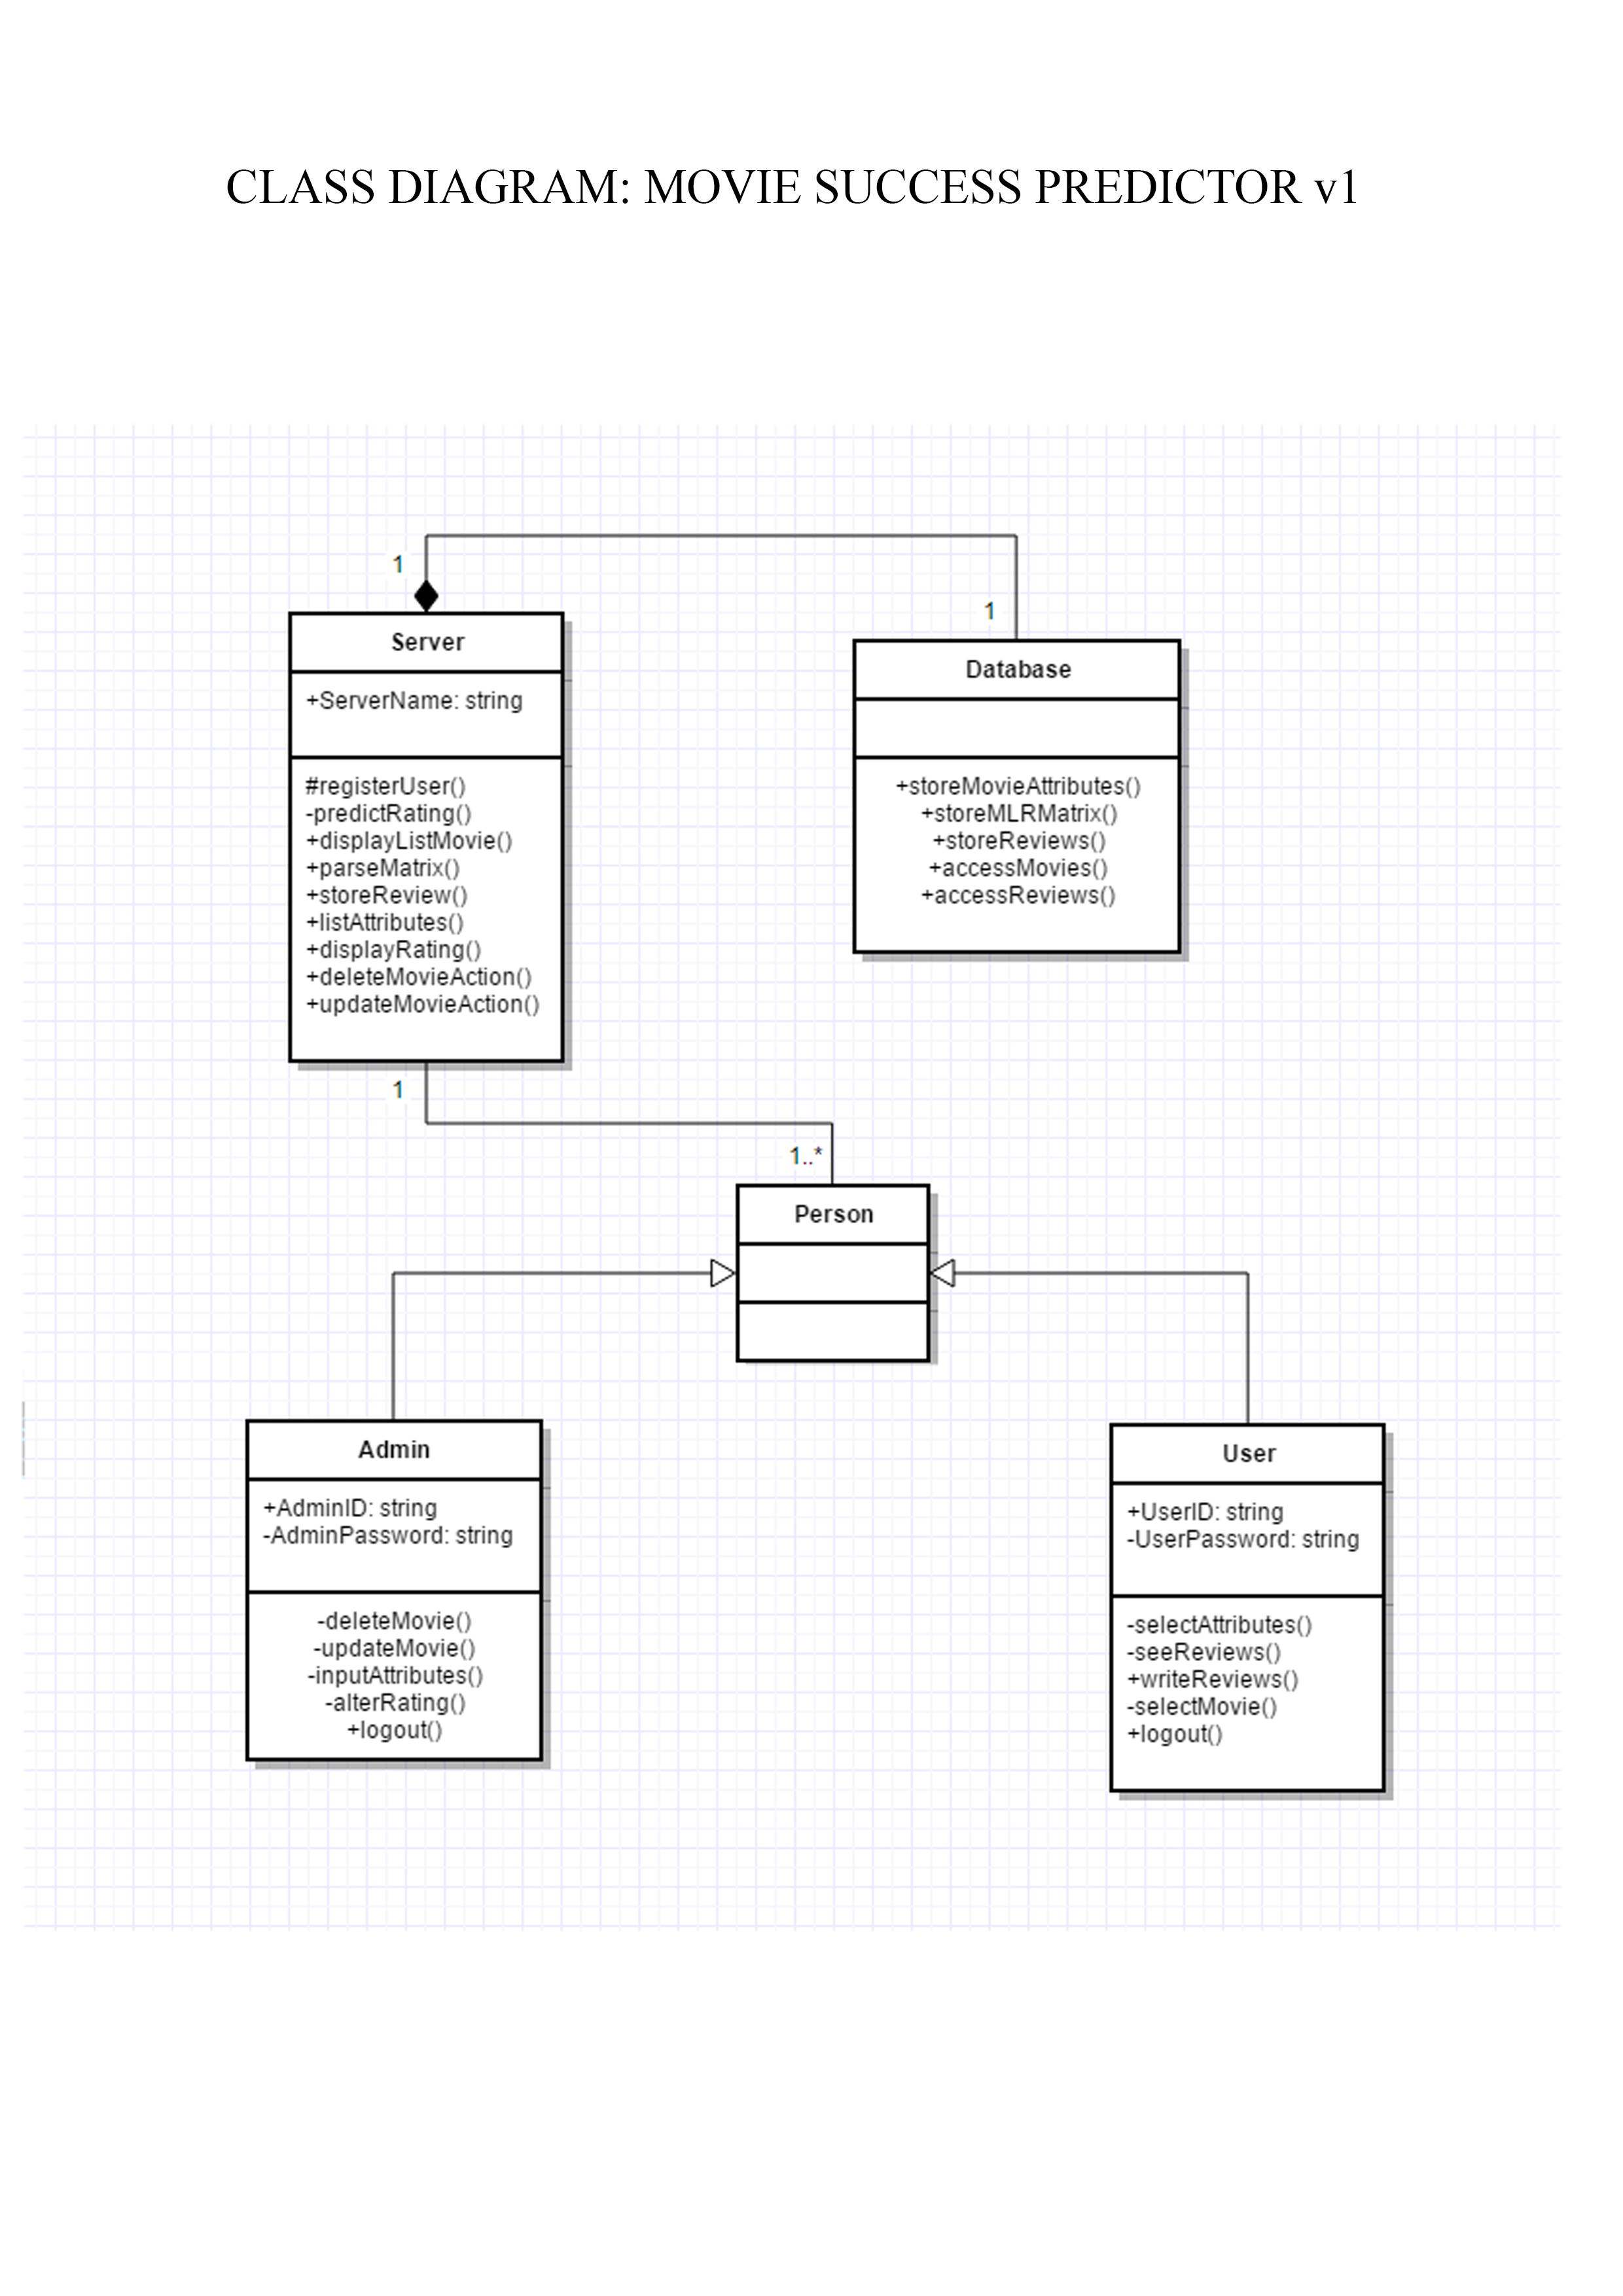 CLASS DIAGRAM: MOVIE SUCCESS PREDICTOR v1
1
1
Server
+ServerName: string
#registerUser()
-predictRating()
+displayListMovie()
+parseMatrix()
+storeReview()
+listAttributes()
+displayRating()
+deleteMovieAction()
+updateMovieAction()
Database
+storeMovieAttributes()
+storeMLRMatrix()
+storeReviews()
+accessMovies()
+accessReviews()
1
1..*
Person
Admin
+AdminID: string
-AdminPassword: string
-deleteMovie()
-updateMovie()
-inputAttributes()
-alterRating()
+logout()
User
+UserID: string
-UserPassword: string
-selectAttributes()
-seeReviews()
+writeReviews()
-selectMovie()
+logout()